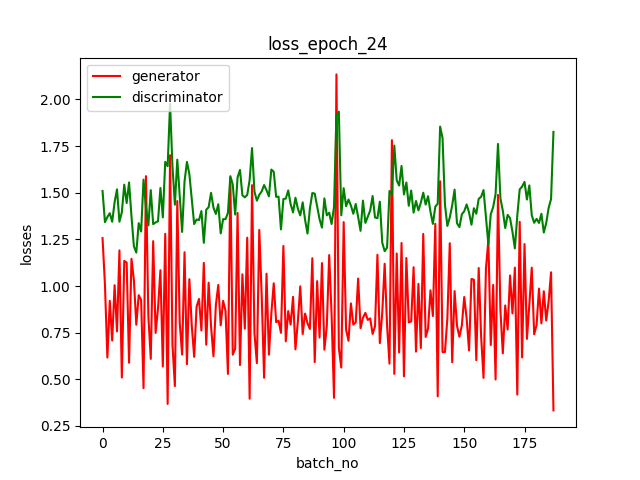 loss_epoch_24
generator
discriminator
losses
2.00
1.75
1.50
1.25
1.00
0.75
0.50
0.25
0 25 50 75 100 125 150 175
batch_no